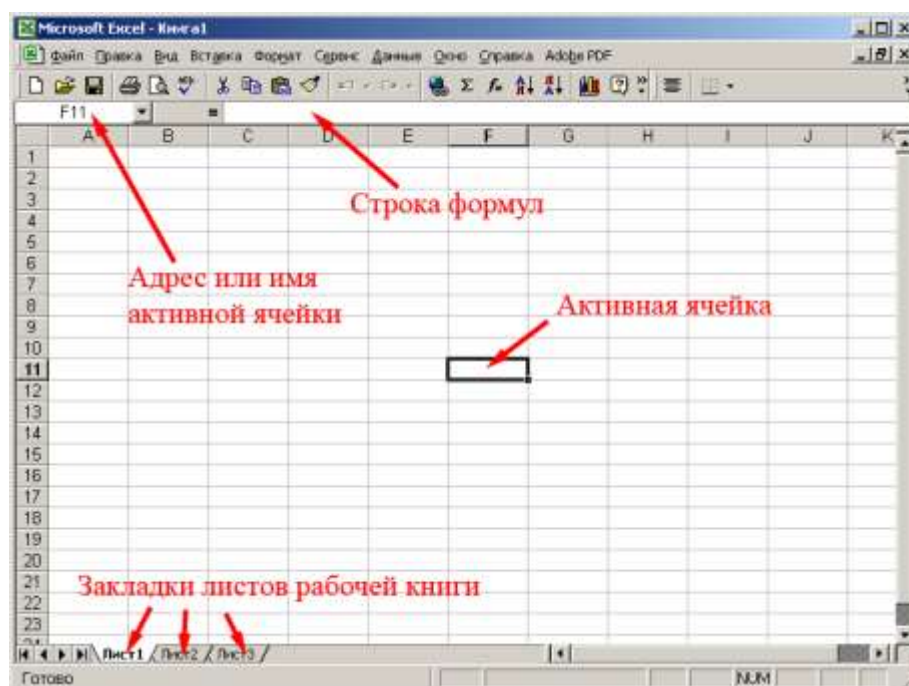 Microsoft Excel - Книга1
Файл Правка Вид Вставка Формат Сервис Данные Окно Справка Adobe PDF
F11 =
A B C D E F G H I J K
1
2
3
Строка формул
4
5
6
Адрес или имя
7
активной ячейки
8
Активная ячейка
9
10
11
12
13
14
15
16
17
18
19
20
21
Закладки листов рабочей книги
22
23
24
Лист1 Лист2 Лист3
Готово NUM